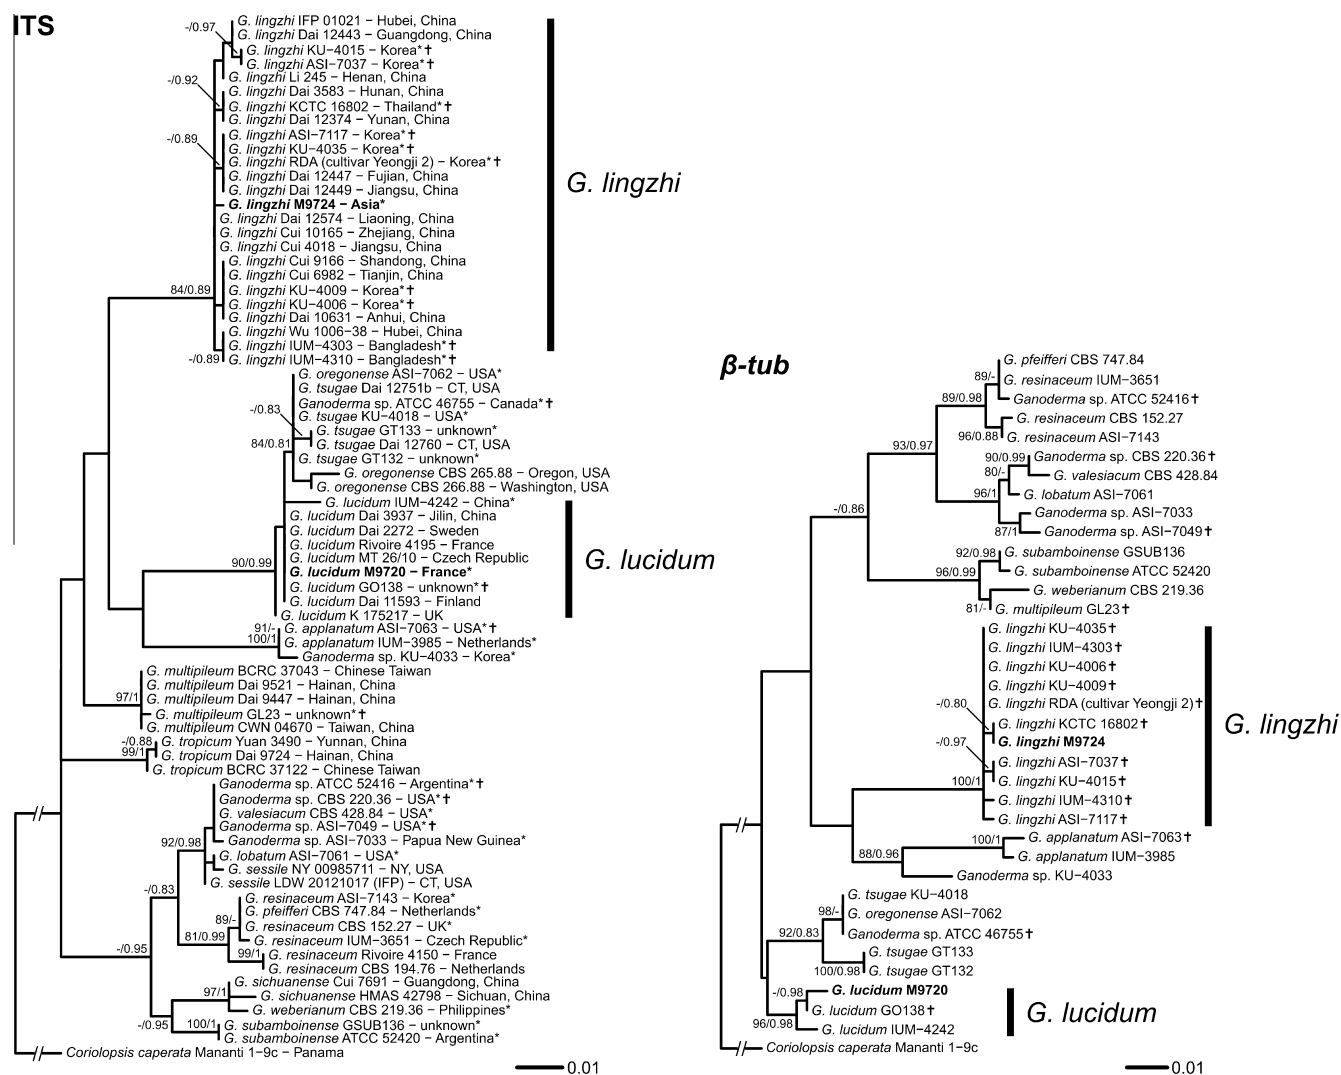 ITS
-/0.97
G. lingzhi IFP 01021 – Hubei, China
G. lingzhi Dai 12443 – Guangdong, China
G. lingzhi KU-4015 – Korea*✝
G. lingzhi ASI-7037 – Korea*✝
G. lingzhi Li 245 – Henan, China
-/0.92
G. lingzhi Dai 3583 – Hunan, China
G. lingzhi KCTC 16802 – Thailand*✝
G. lingzhi Dai 12374 – Yunan, China
-/0.89
G. lingzhi ASI-7117 – Korea*✝
G. lingzhi KU-4035 – Korea*✝
G. lingzhi RDA (cultivar Yeongji 2) – Korea*✝
G. lingzhi Dai 12447 – Fujian, China
G. lingzhi Dai 12449 – Jiangsu, China
G. lingzhi M9724 – Asia*
G. lingzhi Dai 12574 – Liaoning, China
G. lingzhi Cui 10165 – Zhejiang, China
G. lingzhi Cui 4018 – Jiangsu, China
G. lingzhi Cui 9166 – Shandong, China
G. lingzhi Cui 6982 – Tianjin, China
84/0.89
G. lingzhi KU-4009 – Korea*✝
G. lingzhi KU-4006 – Korea*✝
G. lingzhi Dai 10631 – Anhui, China
G. lingzhi Wu 1006-38 – Hubei, China
G. lingzhi IUM-4303 – Bangladesh*✝
-/0.89
G. lingzhi IUM-4310 – Bangladesh*✝
G. lingzhi
G. oregonense ASI-7062 – USA*
G. tsugae Dai 12751b – CT, USA
Ganoderma sp. ATCC 46755 – Canada*✝
-/0.83
G. tsugae KU-4018 – USA*
G. tsugae GT133 – unknown*
84/0.81
G. tsugae Dai 12760 – CT, USA
G. tsugae GT132 – unknown*
G. oregonense CBS 265.88 – Oregon, USA
G. oregonense CBS 266.88 – Washington, USA
G. lucidum IUM-4242 – China*
G. lucidum Dai 3937 – Jilin, China
G. lucidum Dai 2272 – Sweden
G. lucidum Rivoire 4195 – France
G. lucidum MT 26/10 – Czech Republic
90/0.99
G. lucidum M9720 – France*
G. lucidum GO138 – unknown*✝
G. lucidum Dai 11593 – Finland
G. lucidum K 175217 – UK
G. lucidum
91/-
G. applanatum ASI-7063 – USA*✝
100/1
G. applanatum IUM-3985 – Netherlands*
Ganoderma sp. KU-4033 – Korea*
G. multipileum BCRC 37043 – Chinese Taiwan
G. multipileum Dai 9521 – Hainan, China
97/1
G. multipileum Dai 9447 – Hainan, China
G. multipileum GL23 – unknown*✝
G. multipileum CWN 04670 – Taiwan, China
-/0.88
G. tropicum Yuan 3490 – Yunnan, China
99/1
G. tropicum Dai 9724 – Hainan, China
G. tropicum BCRC 37122 – Chinese Taiwan
Ganoderma sp. ATCC 52416 – Argentina*✝
Ganoderma sp. CBS 220.36 – USA*✝
G. valesiacum CBS 428.84 – USA*
Ganoderma sp. ASI-7049 – USA*✝
92/0.98
Ganoderma sp. ASI-7033 – Papua New Guinea*
G. lobatum ASI-7061 – USA*
G. sessile NY 00985711 – NY, USA
G. sessile LDW 20121017 (IFP) – CT, USA
-/0.83
G. resinaceum ASI-7143 – Korea*
G. pfeifferi CBS 747.84 – Netherlands*
89/-
G. resinaceum CBS 152.27 – UK*
81/0.99
G. resinaceum IUM-3651 – Czech Republic*
-/0.95
99/1
G. resinaceum Rivoire 4150 – France
G. resinaceum CBS 194.76 – Netherlands
G. sichuanense Cui 7691 – Guangdong, China
97/1
G. sichuanense HMAS 42798 – Sichuan, China
G. weberianum CBS 219.36 – Philippines*
-/0.95
100/1
G. subamboinense GSUB136 – unknown*
G. subamboinense ATCC 52420 – Argentina*
Coriolopsis caperata Mananti 1-9c – Panama
0.01
β-tub
G. pfeifferi CBS 747.84
89/-
G. resinaceum IUM-3651
89/0.98
Ganoderma sp. ATCC 52416✝
G. resinaceum CBS 152.27
96/0.88
G. resinaceum ASI-7143
93/0.97
90/0.99
Ganoderma sp. CBS 220.36✝
80/-
G. valesiacum CBS 428.84
96/1
G. lobatum ASI-7061
-/0.86
Ganoderma sp. ASI-7033
87/1
Ganoderma sp. ASI-7049✝
92/0.98
G. subamboinense GSUB136
96/0.99
G. subamboinense ATCC 52420
G. weberianum CBS 219.36
81/-
G. multipileum GL23✝
G. lingzhi KU-4035✝
G. lingzhi IUM-4303✝
G. lingzhi KU-4006✝
G. lingzhi KU-4009✝
G. lingzhi RDA (cultivar Yeongji 2)✝
-/0.80
G. lingzhi KCTC 16802✝
G. lingzhi M9724
-/0.97
G. lingzhi ASI-7037✝
100/1
G. lingzhi KU-4015✝
G. lingzhi IUM-4310✝
G. lingzhi ASI-7117✝
G. lingzhi
100/1
G. applanatum ASI-7063✝
88/0.96
G. applanatum IUM-3985
Ganoderma sp. KU-4033
G. tsugae KU-4018
98/-
G. oregonense ASI-7062
92/0.83
Ganoderma sp. ATCC 46755✝
G. tsugae GT133
100/0.98
G. tsugae GT132
-/0.98
G. lucidum M9720
G. lucidum GO138✝
96/0.98
G. lucidum IUM-4242
G. lucidum
Coriolopsis caperata Mananti 1-9c
0.01